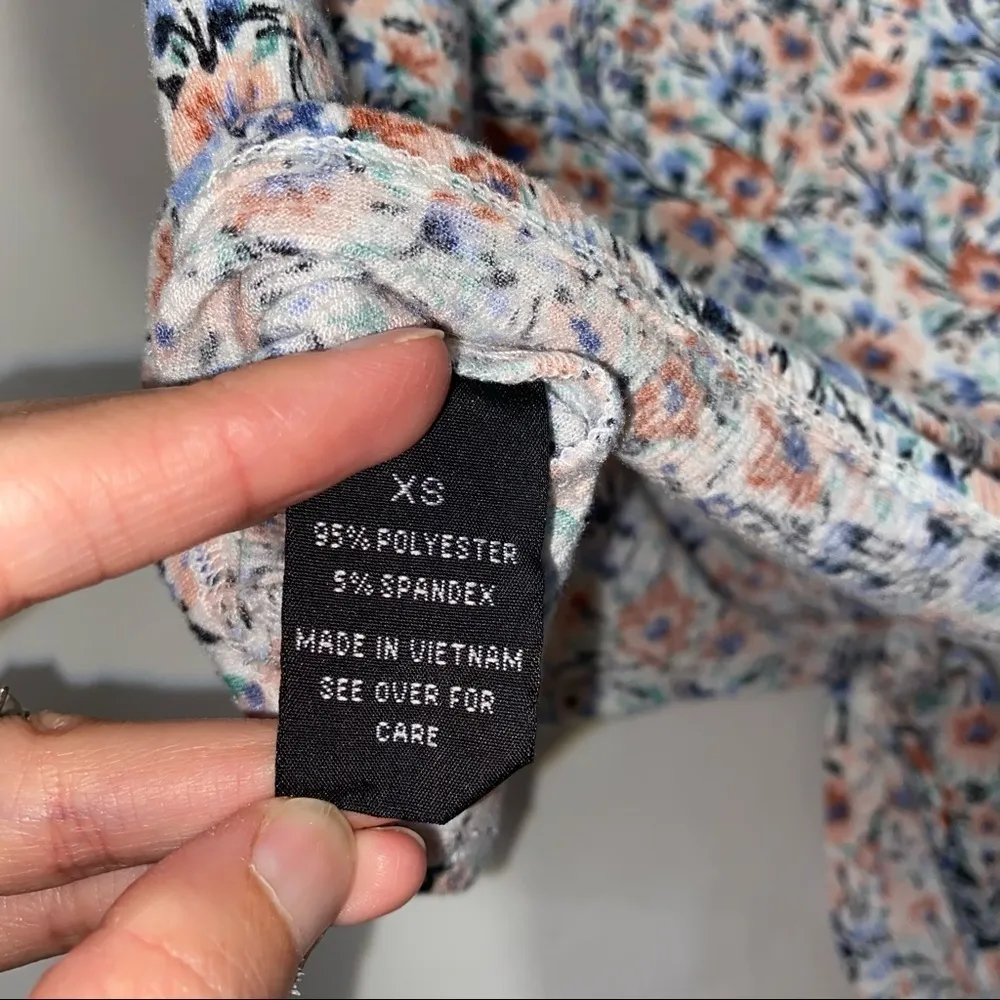 XS
95% POLYESTER
5% SPANDEX
MADE IN VIETNAM
SEE OVER FOR
CARE